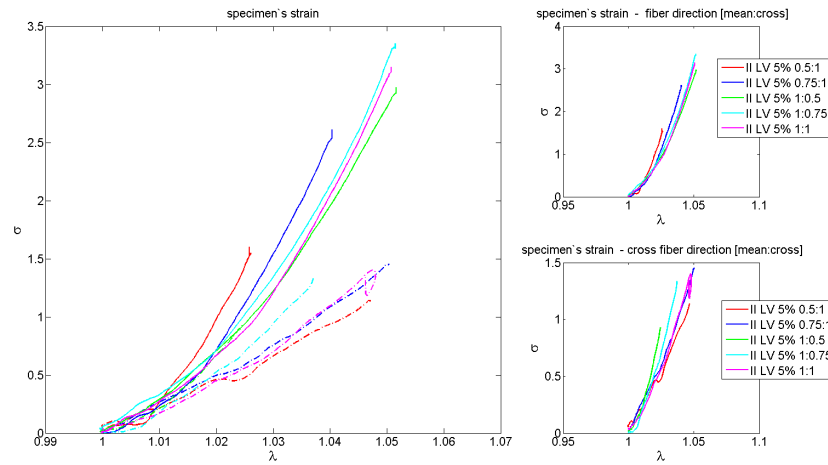 specimen`s strain
3.5
3
2.5
2
1.5
1
0.5
0
0.99 1 1.01 1.02 1.03 1.04 1.05 1.06 1.07
σ
λ
specimen`s strain - fiber direction [mean:cross]
4
3
2
1
0
0.95 1 1.05 1.1
σ
λ
II LV 5% 0.5:1
II LV 5% 0.75:1
II LV 5% 1:0.5
II LV 5% 1:0.75
II LV 5% 1:1
specimen`s strain - cross fiber direction [mean:cross]
1.5
1
0.5
0
0.95 1 1.05 1.1
σ
λ
II LV 5% 0.5:1
II LV 5% 0.75:1
II LV 5% 1:0.5
II LV 5% 1:0.75
II LV 5% 1:1